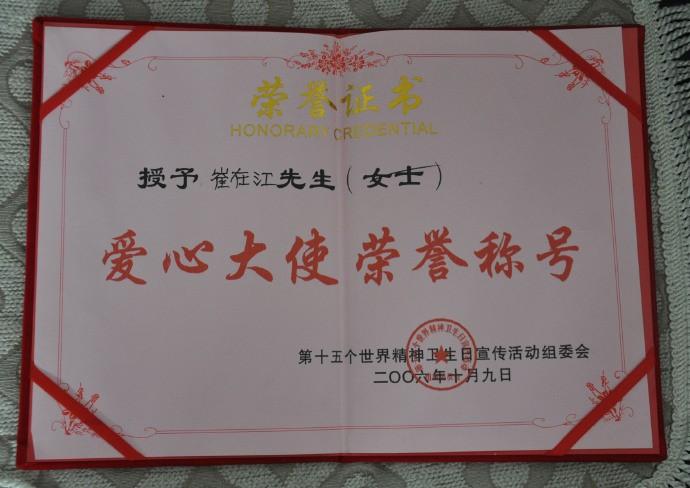 荣誉证书
HONORARY CREDENTIAL
授予 崔在江先生（女士）
爱心大使荣誉称号
第十五个世界精神卫生日宣传活动组委会
二〇〇六年十月九日